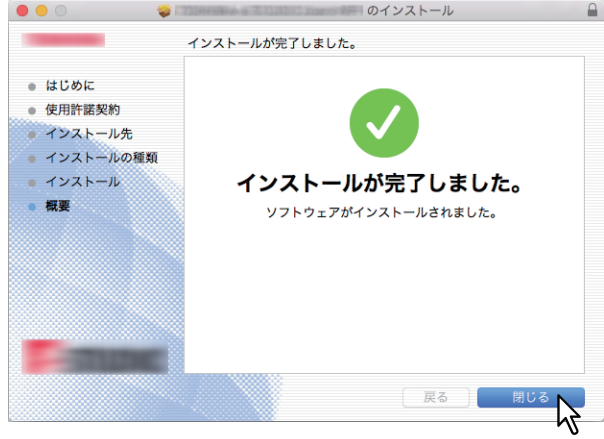 のインストール
インストールが完了しました。
はじめに
使用許諾契約
インストール先
インストールの種類
インストール
概要
インストールが完了しました。
ソフトウェアがインストールされました。
戻る
閉じる